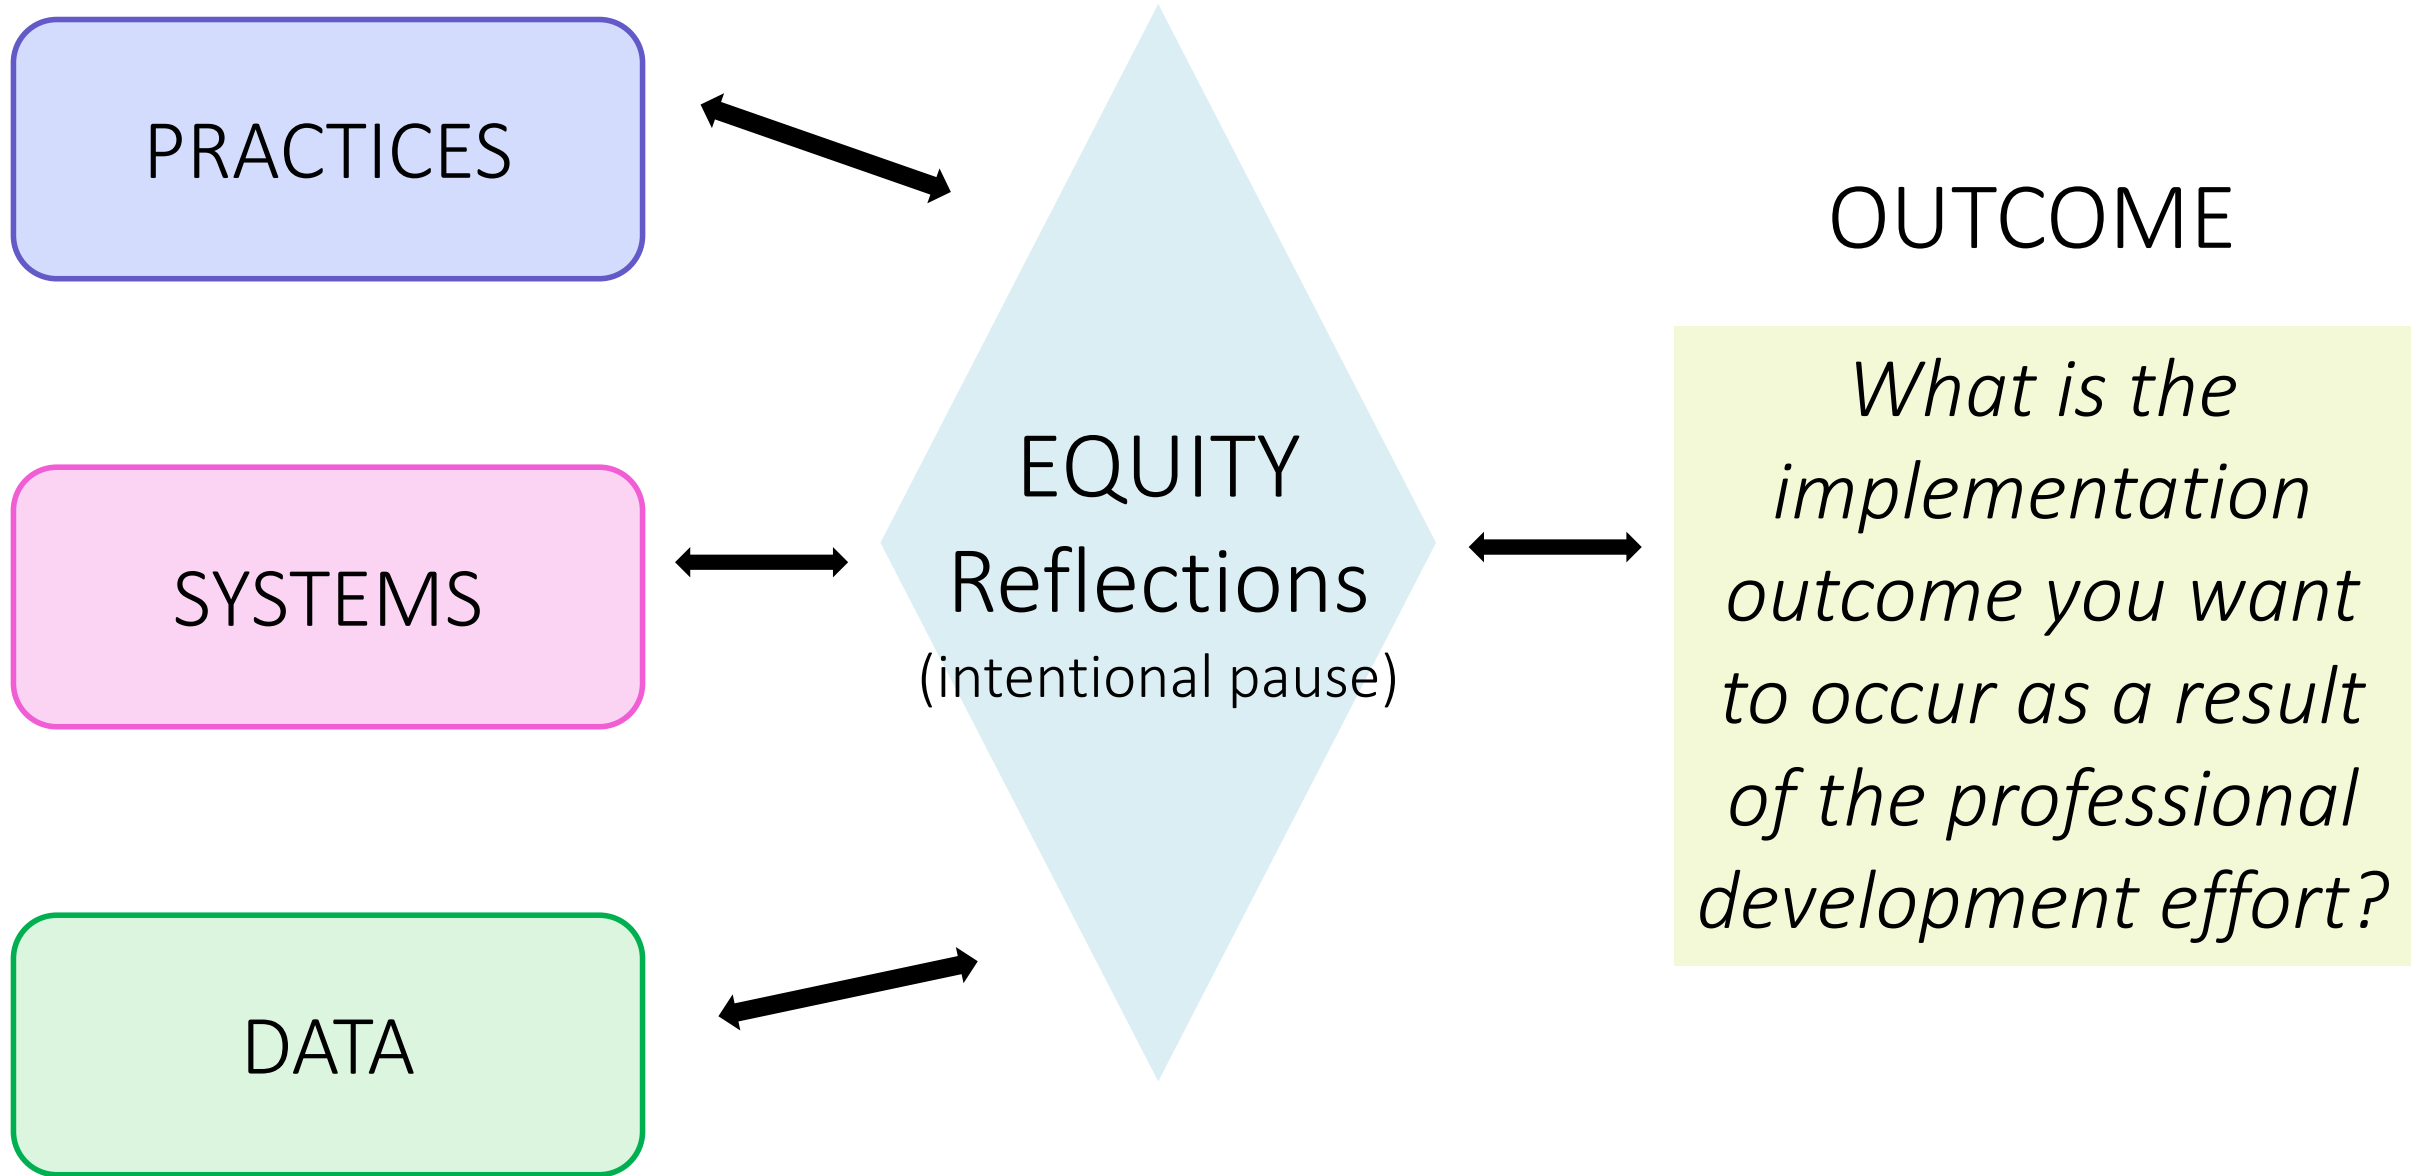 PRACTICES
SYSTEMS
DATA
EQUITY
Reflections
(intentional pause)
OUTCOME
What is the
implementation
outcome you want
to occur as a result
of the professional
development effort?